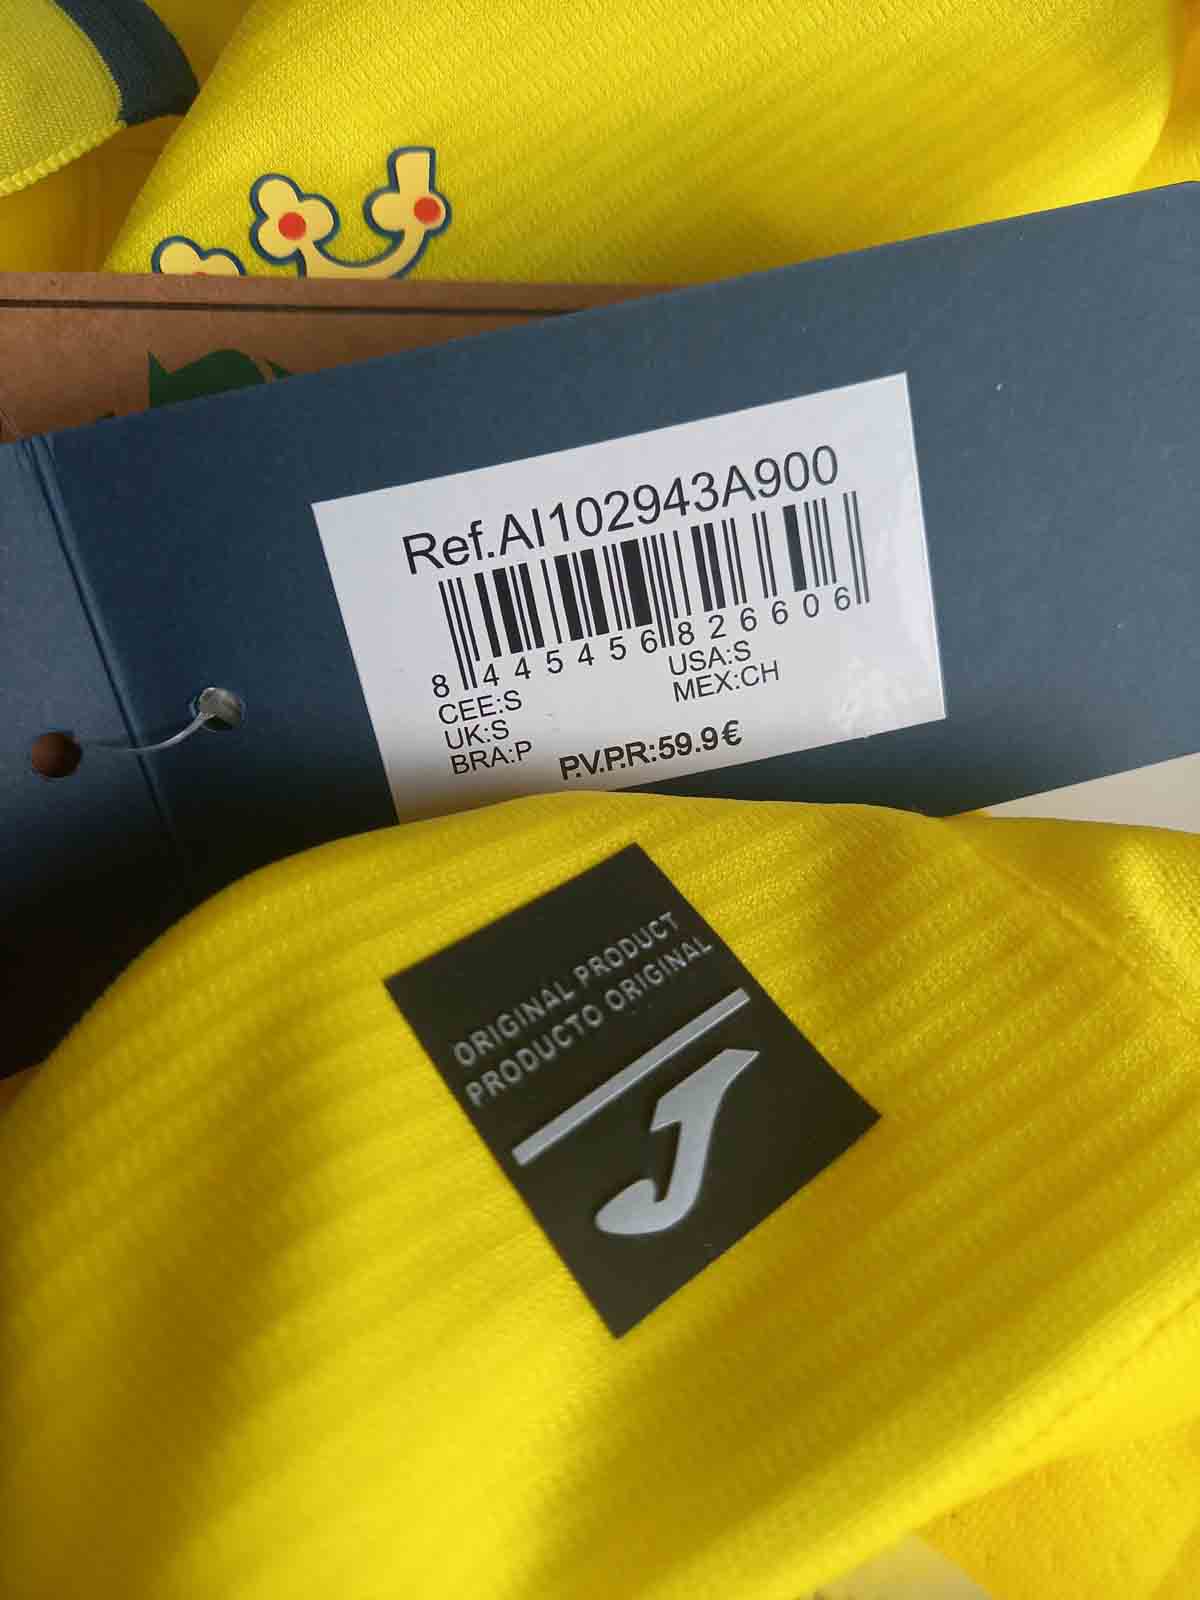 Ref.AI102943A900
8 445456 826606
CEE:S
USA:S
UK:S
MEX:CH
BRA:P
P.V.P.R:59.9€
ORIGINAL PRODUCT
PRODUCTO ORIGINAL